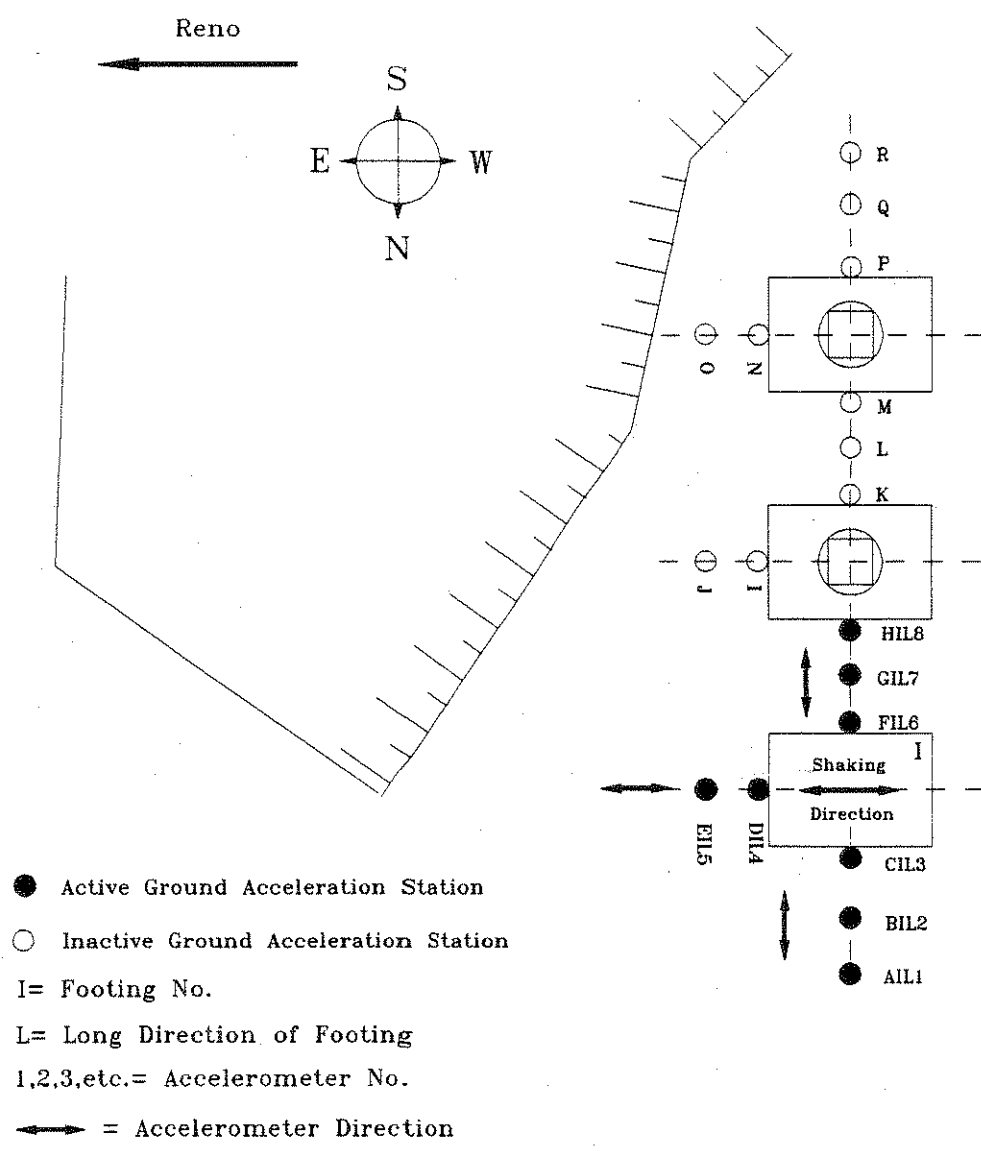 Reno
S
E
W
N
R
Q
P
O
N
M
L
K
J
I
HIL8
GIL7
FIL6
I
Shaking
Direction
EIL5
DIL4
CIL3
BIL2
AIL1
Active Ground Acceleration Station
Inactive Ground Acceleration Station
I= Footing No.
L= Long Direction of Footing
1,2,3,etc.= Accelerometer No.
= Accelerometer Direction